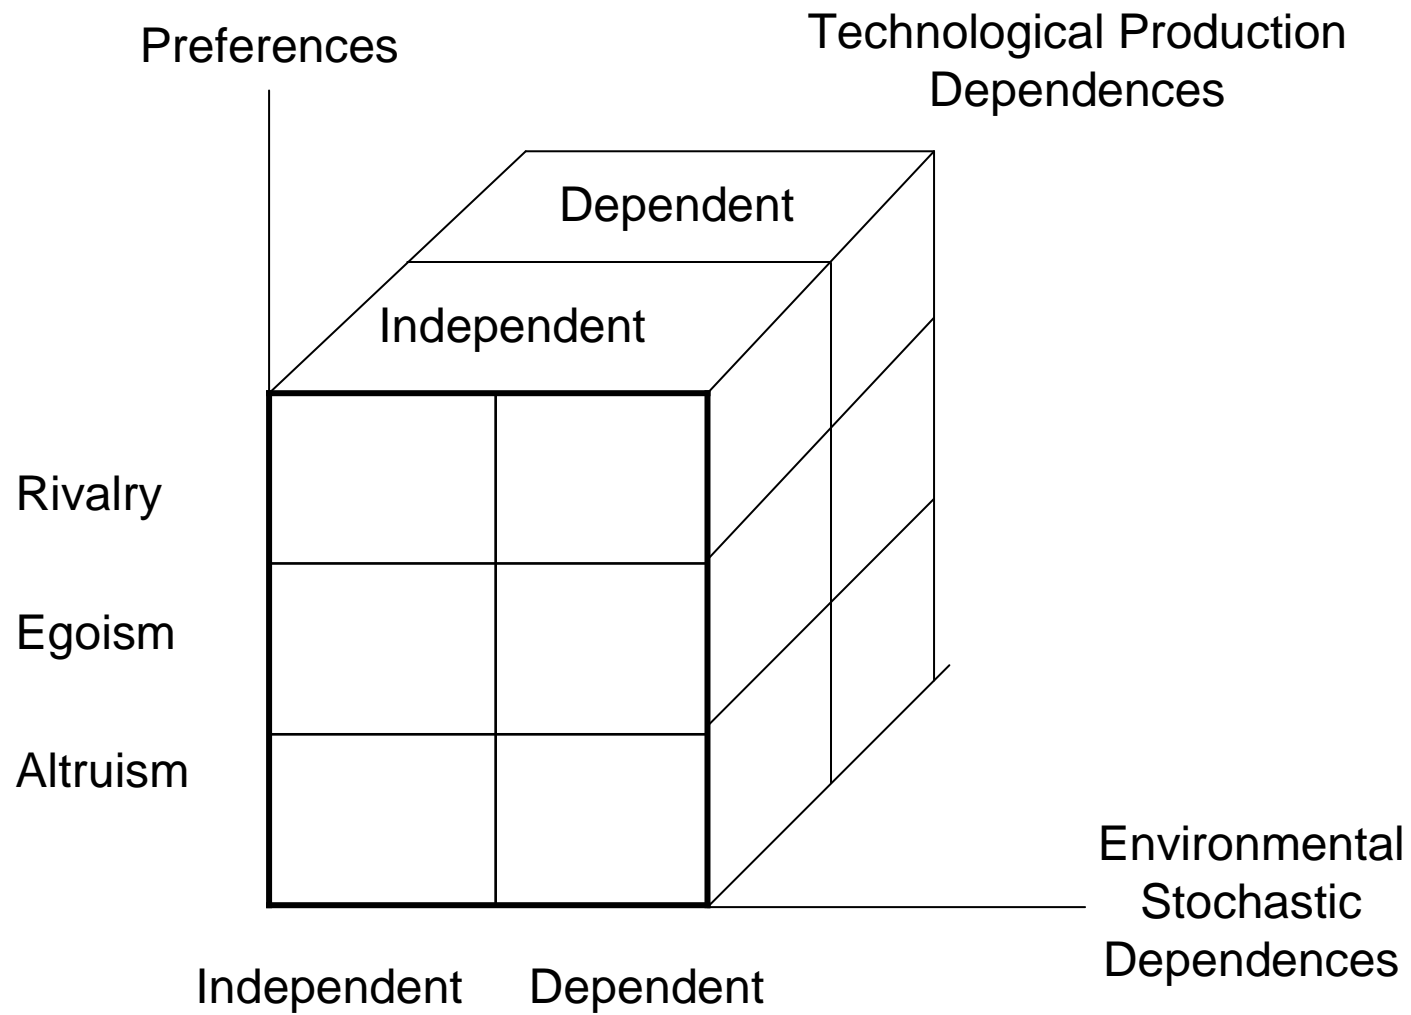 Preferences
Technological Production
Dependences
Dependent
Independent
Rivalry
Egoism
Altruism
Environmental
Stochastic
Dependences
Independent
Dependent